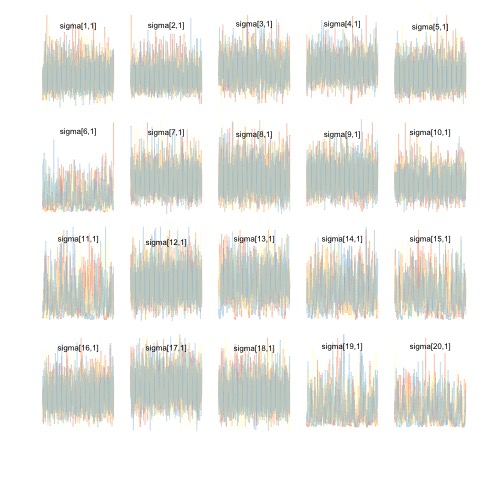 sigma[1,1] sigma[2,1] sigma[3,1] sigma[4,1] sigma[5,1]
sigma[6,1] sigma[7,1] sigma[8,1] sigma[9,1] sigma[10,1]
sigma[11,1] sigma[12,1] sigma[13,1] sigma[14,1] sigma[15,1]
sigma[16,1] sigma[17,1] sigma[18,1] sigma[19,1] sigma[20,1]